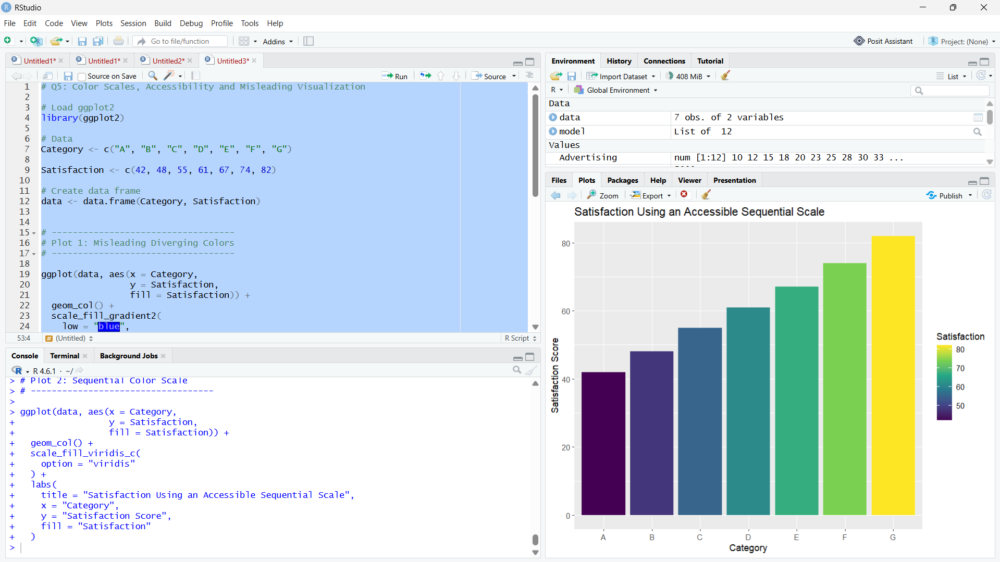 RStudio
File Edit Code View Plots Session Build Debug Profile Tools Help
Go to file/function Addins Posit Assistant Project: (None)
Untitled1* Untitled1* Untitled2* Untitled3*
Source on Save Run Source
1 # Q5: Color Scales, Accessibility and Misleading Visualization
2
3 # Load ggplot2
4 library(ggplot2)
5
6 # Data
7 Category <- c("A", "B", "C", "D", "E", "F", "G")
8
9 Satisfaction <- c(42, 48, 55, 61, 67, 74, 82)
10
11 # Create data frame
12 data <- data.frame(Category, Satisfaction)
13
14
15 # -----------------------------------
16 # Plot 1: Misleading Diverging Colors
17 # -----------------------------------
18
19 ggplot(data, aes(x = Category,
20 y = Satisfaction,
21 fill = Satisfaction)) +
22 geom_col() +
23 scale_fill_gradient2(
24 low = "blue",
53:4 (Untitled) R Script
Console Terminal Background Jobs
R 4.6.1 · ~/
> # Plot 2: Sequential Color Scale
> # -----------------------------------
>
> ggplot(data, aes(x = Category,
+ y = Satisfaction,
+ fill = Satisfaction)) +
+ geom_col() +
+ scale_fill_viridis_c(
+ option = "viridis"
+ ) +
+ labs(
+ title = "Satisfaction Using an Accessible Sequential Scale",
+ x = "Category",
+ y = "Satisfaction Score",
+ fill = "Satisfaction"
+ )
>
Environment History Connections Tutorial
Import Dataset 408 MiB List
R Global Environment
Data
data 7 obs. of 2 variables
model List of 12
Values
Advertising num [1:12] 10 12 15 18 20 23 25 28 30 33 ...
Files Plots Packages Help Viewer Presentation
Zoom Export Publish
Satisfaction Using an Accessible Sequential Scale
80
60
40
20
0
Satisfaction Score
A B C D E F G
Category
Satisfaction
80
70
60
50